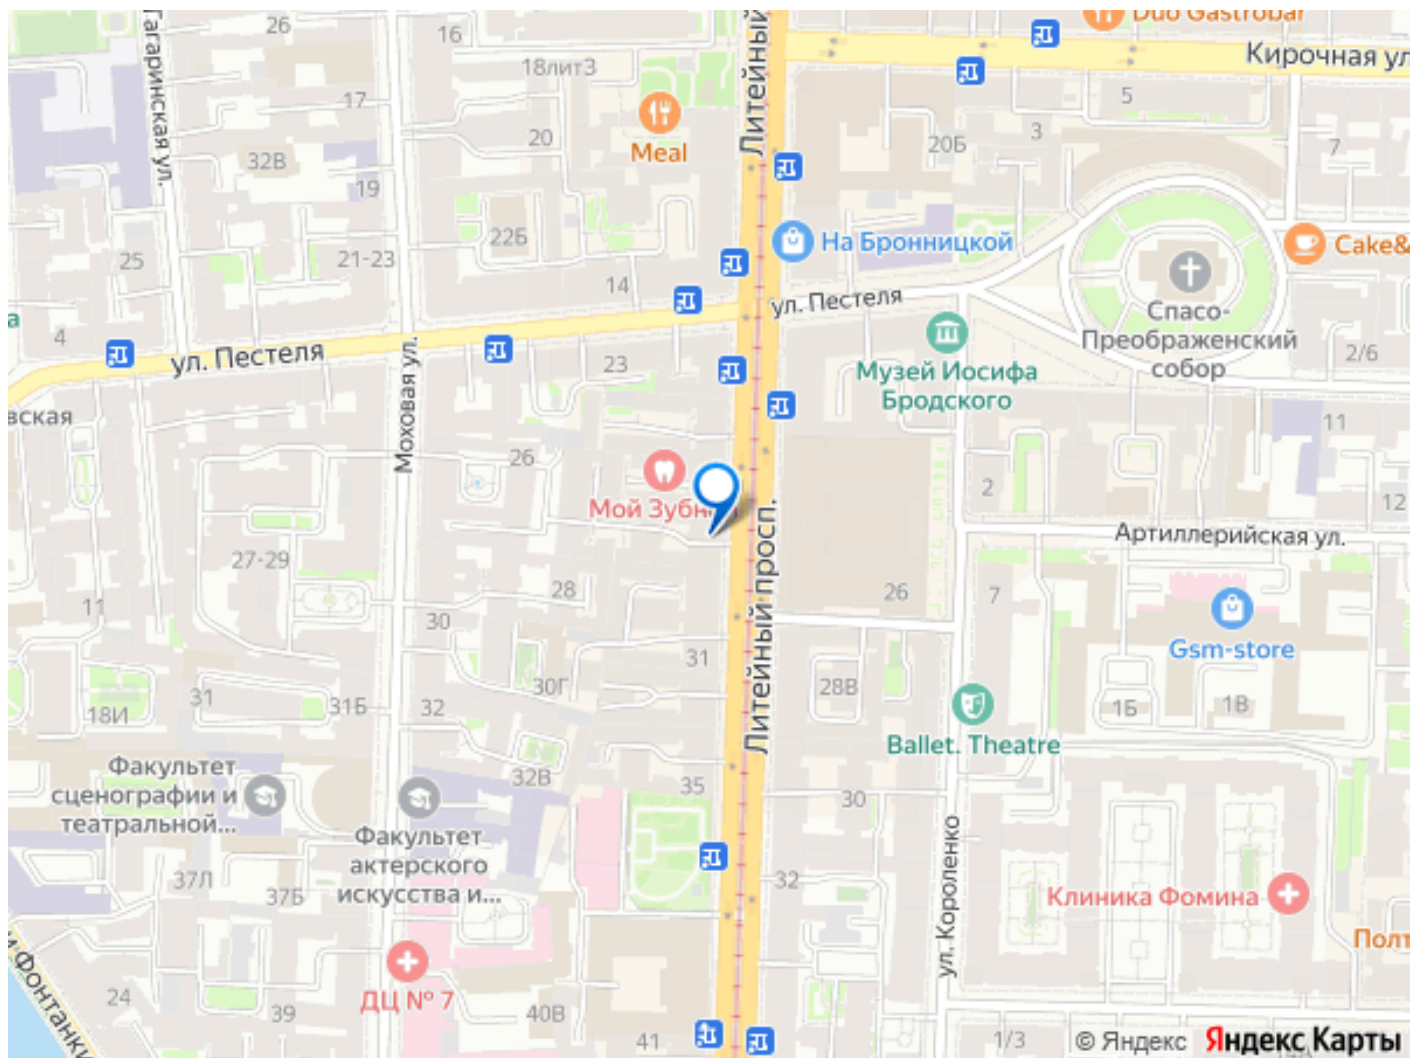 Duo Gastrobar
26
16
Литейный
Кирочная ул
Гагаринская ул.
18литЗ
17
5
20
Meal
3
20Б
7
32В
19
22Б
На Бронницкой
Cake&
25
21-23
14
ул. Пестеля
Спасо-
Преображенский
собор
а
4
ул. Пестеля
Моховая ул.
23
Музей Иосифа
Бродского
2/6
вская
11
26
Мой Зубн
2
12
Литейный просп.
Артиллерийская ул.
27-29
28
26
7
11
30
Gsm-store
31
30Г
28В
31
31Б
32
18И
1Б
1В
Ballet. Theatre
Факультет
сценографии и
театральной...
32В
35
30
Факультет
актерского
искусства и...
37Л
37Б
32
ул. Короленко
Клиника Фомина
Полт
и Фонтанки
24
39
ДЦ № 7
40В
41
1/3
© Яндекс Яндекс Карты